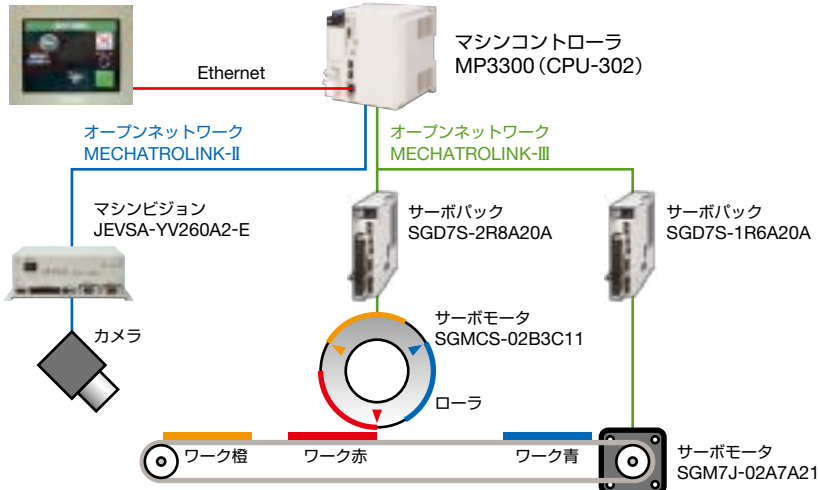 マシンコントローラ
MP3300（CPU-302）
Ethernet
オープンネットワーク
MECHATROLINK-Ⅱ
オープンネットワーク
MECHATROLINK-Ⅲ
マシンビジョン
JEVSA-YV260A2-E
サーボパック
SGD7S-2R8A20A
サーボパック
SGD7S-1R6A20A
カメラ
サーボモータ
SGMCS-02B3C11
ローラ
ワーク橙
ワーク赤
ワーク青
サーボモータ
SGM7J-02A7A21